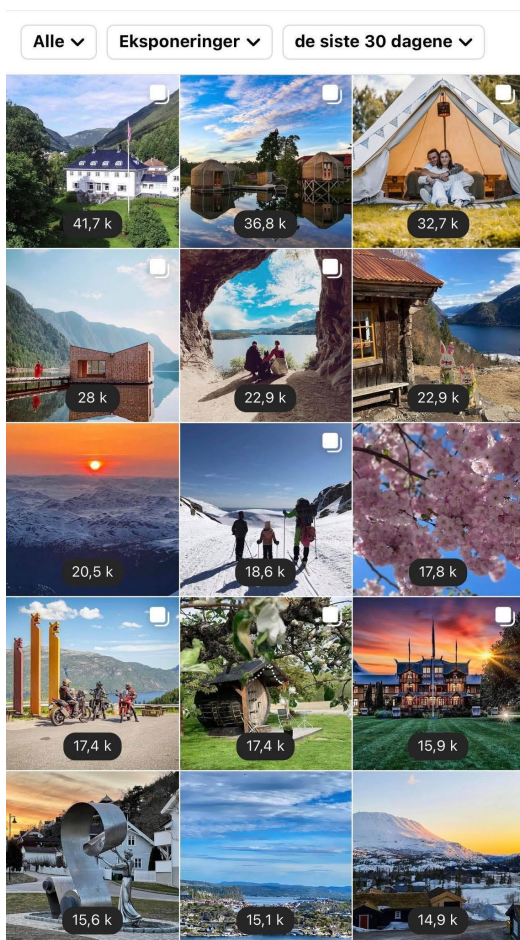 Alle
Eksponeringer
de siste 30 dagene
41,7 k
36,8 k
32,7 k
28 k
22,9 k
22,9 k
20,5 k
18,6 k
17,8 k
17,4 k
17,4 k
15,9 k
15,6 k
15,1 k
14,9 k